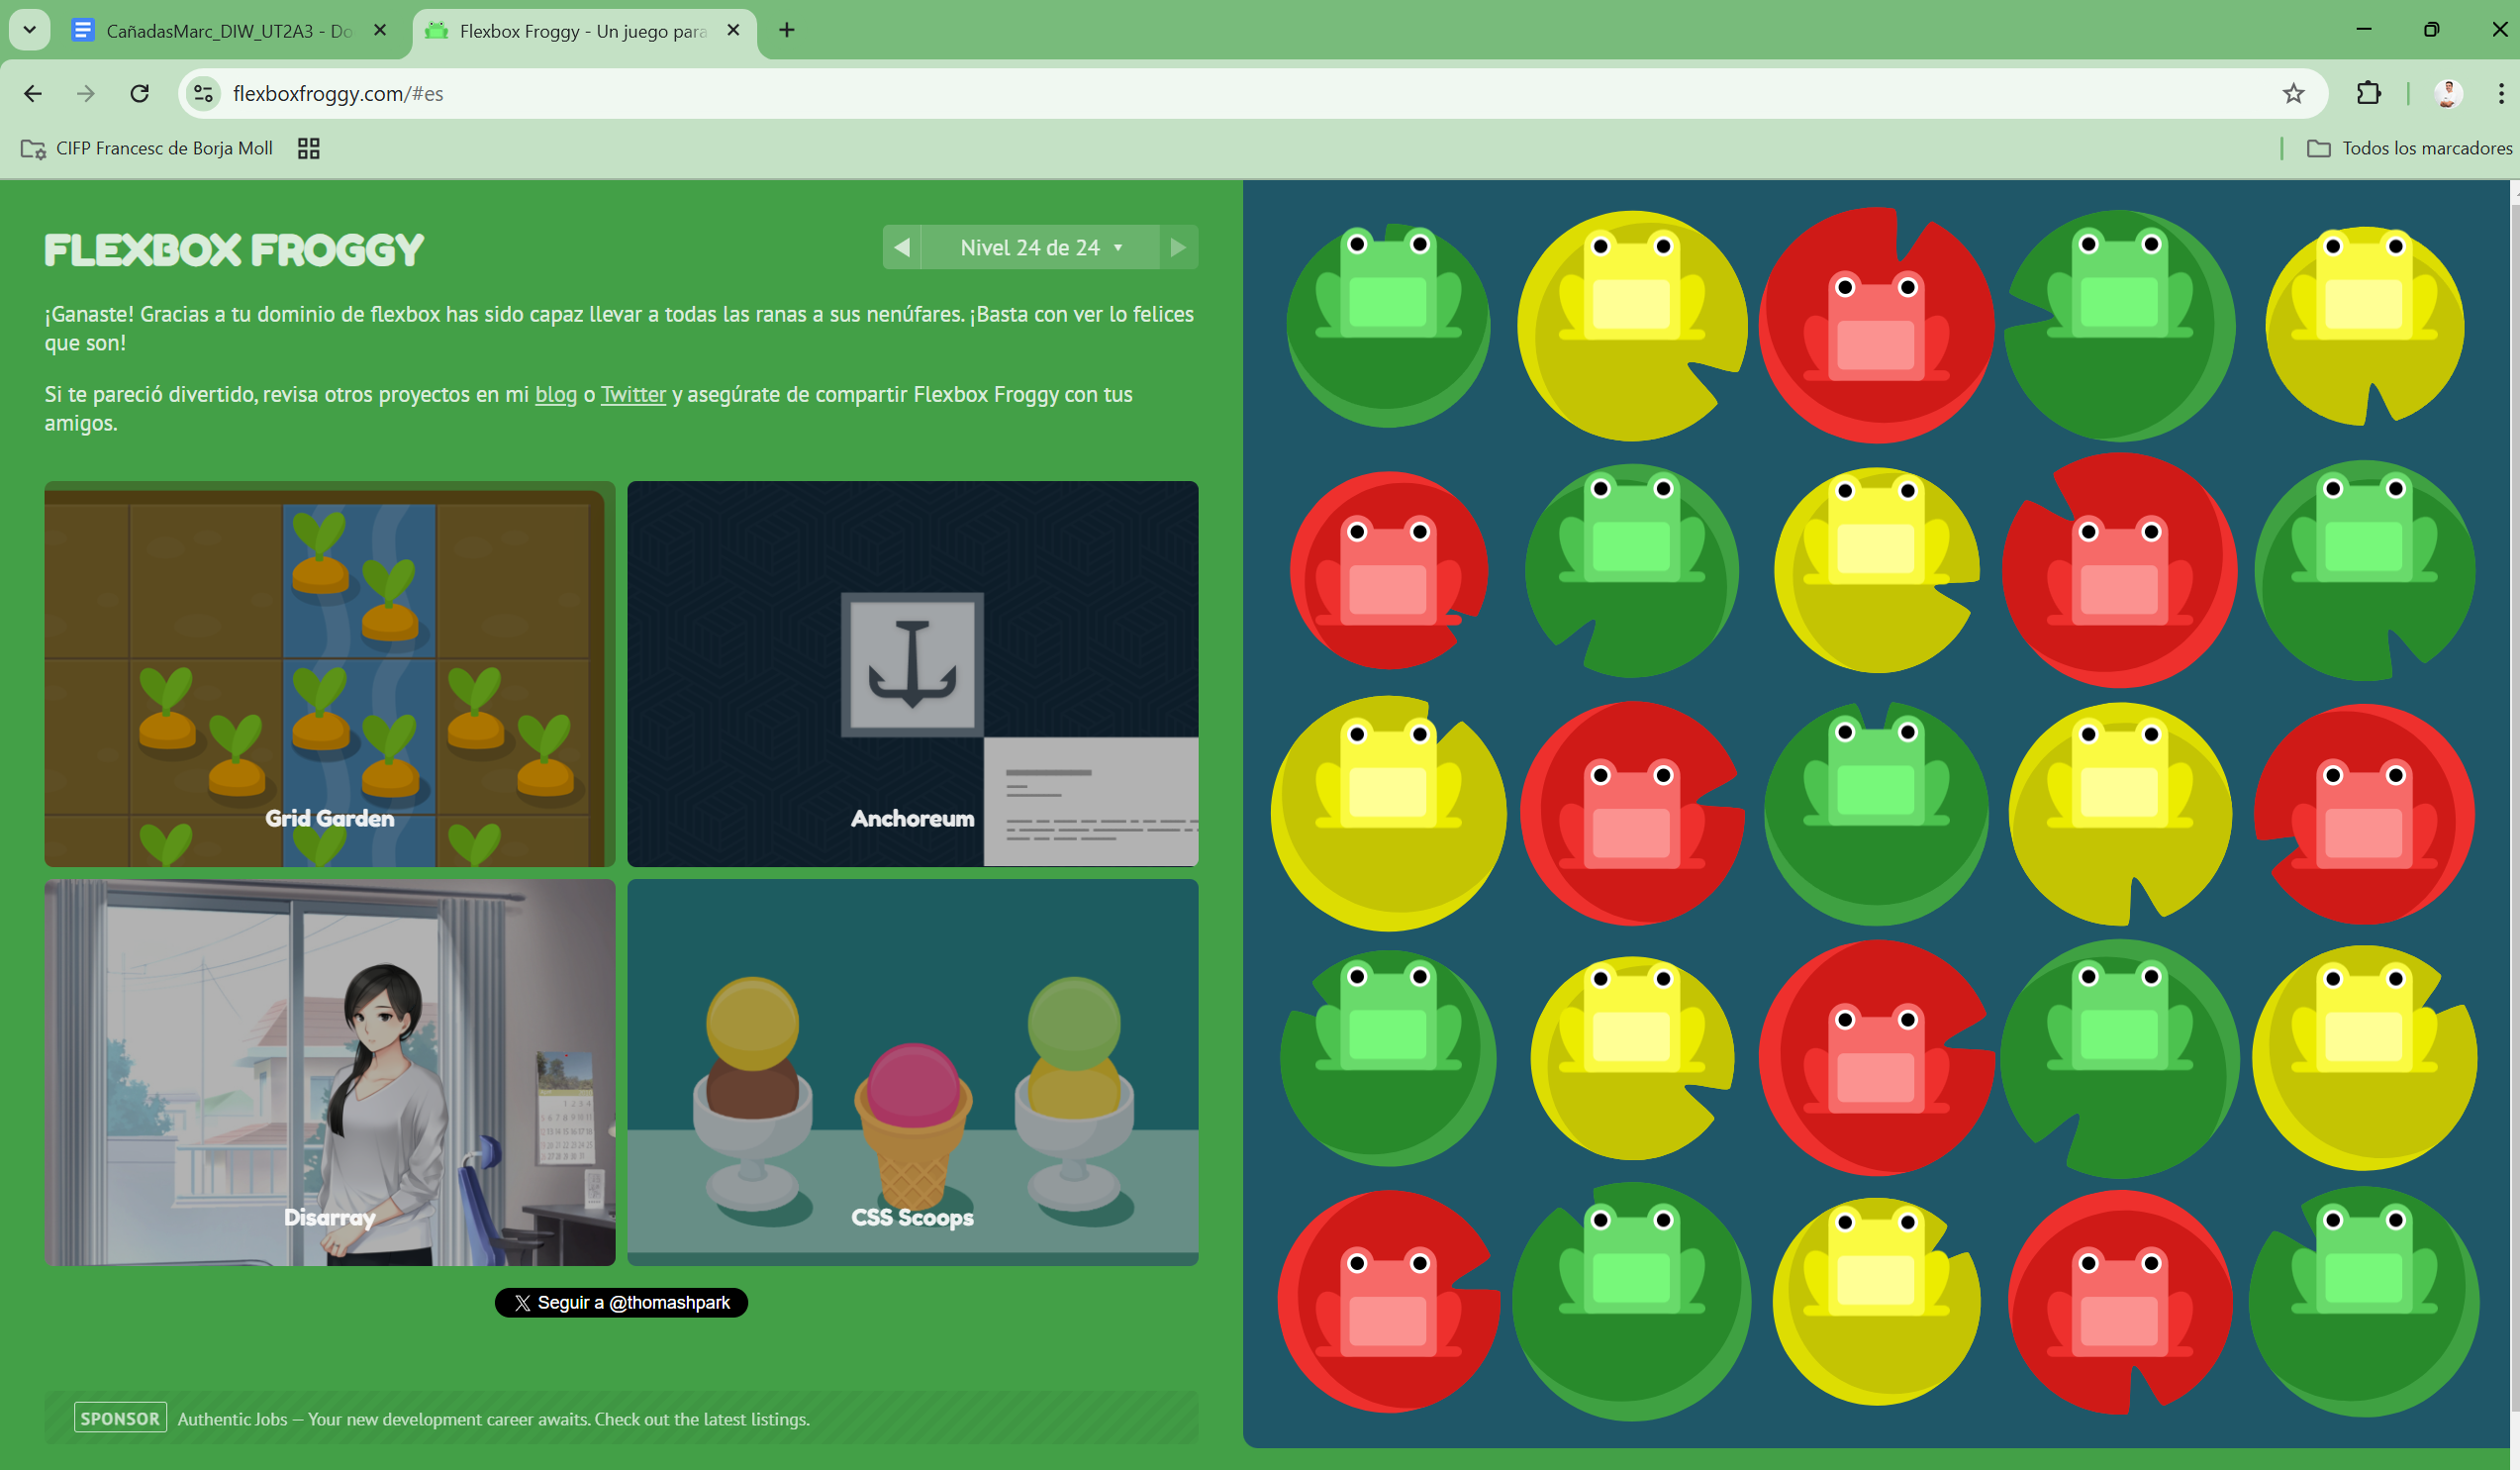 CañadasMarc_DIW_UT2A3 - Do
Flexbox Froggy - Un juego para
flexboxfroggy.com/#es
CIFP Francesc de Borja Moll
Todos los marcadores
FLEXBOX FROGGY
Nivel 24 de 24
¡Ganaste! Gracias a tu dominio de flexbox has sido capaz llevar a todas las ranas a sus nenúfares. ¡Basta con ver lo felices
que son!
Si te pareció divertido, revisa otros proyectos en mi blog o Twitter y asegúrate de compartir Flexbox Froggy con tus
amigos.
Grid Garden
Anchoreum
Disarray
CSS Scoops
Seguir a @thomashpark
SPONSOR Authentic Jobs — Your new development career awaits. Check out the latest listings.